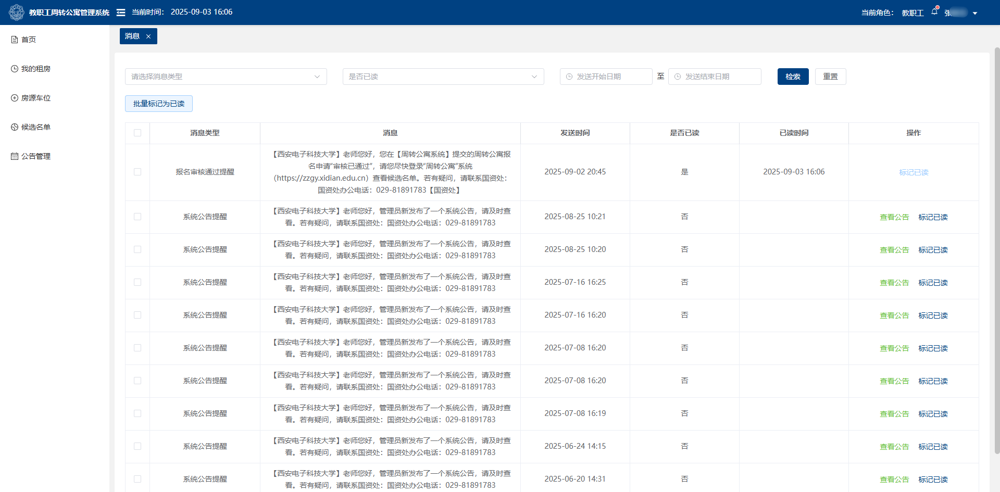 教职工周转公寓管理系统 当前时间： 2025-09-03 16:06 当前角色： 教职工 张
首页
我的租房
房源车位
候选名单
公告管理
消息
请选择消息类型 是否已读 发送开始日期 至 发送结束日期 检索 重置
批量标记为已读
消息类型 消息 发送时间 是否已读 已读时间 操作
【西安电子科技大学】老师您好，您在【周转公寓系统】提交的周转公寓报
名申请“审核已通过”，请您尽快登录“周转公寓”系统
报名审核通过提醒 2025-09-02 20:45 是 2025-09-03 16:06 标记已读
（https://zzgy.xidian.edu.cn）查看候选名单。若有疑问，请联系国资处：
国资处办公电话：029-81891783【国资处】
【西安电子科技大学】老师您好，管理员新发布了一个系统公告，请及时查
系统公告提醒 2025-08-25 10:21 否 查看公告 标记已读
看。若有疑问，请联系国资处：国资处办公电话：029-81891783
【西安电子科技大学】老师您好，管理员新发布了一个系统公告，请及时查
系统公告提醒 2025-08-25 10:20 否 查看公告 标记已读
看。若有疑问，请联系国资处：国资处办公电话：029-81891783
【西安电子科技大学】老师您好，管理员新发布了一个系统公告，请及时查
系统公告提醒 2025-07-16 16:25 否 查看公告 标记已读
看。若有疑问，请联系国资处：国资处办公电话：029-81891783
【西安电子科技大学】老师您好，管理员新发布了一个系统公告，请及时查
系统公告提醒 2025-07-16 16:20 否 查看公告 标记已读
看。若有疑问，请联系国资处：国资处办公电话：029-81891783
【西安电子科技大学】老师您好，管理员新发布了一个系统公告，请及时查
系统公告提醒 2025-07-08 16:20 否 查看公告 标记已读
看。若有疑问，请联系国资处：国资处办公电话：029-81891783
【西安电子科技大学】老师您好，管理员新发布了一个系统公告，请及时查
系统公告提醒 2025-07-08 16:20 否 查看公告 标记已读
看。若有疑问，请联系国资处：国资处办公电话：029-81891783
【西安电子科技大学】老师您好，管理员新发布了一个系统公告，请及时查
系统公告提醒 2025-07-08 16:19 否 查看公告 标记已读
看。若有疑问，请联系国资处：国资处办公电话：029-81891783
【西安电子科技大学】老师您好，管理员新发布了一个系统公告，请及时查
系统公告提醒 2025-06-24 14:15 否 查看公告 标记已读
看。若有疑问，请联系国资处：国资处办公电话：029-81891783
【西安电子科技大学】老师您好，管理员新发布了一个系统公告，请及时查
系统公告提醒 2025-06-20 14:31 否 查看公告 标记已读
看。若有疑问，请联系国资处：国资处办公电话：029-81891783